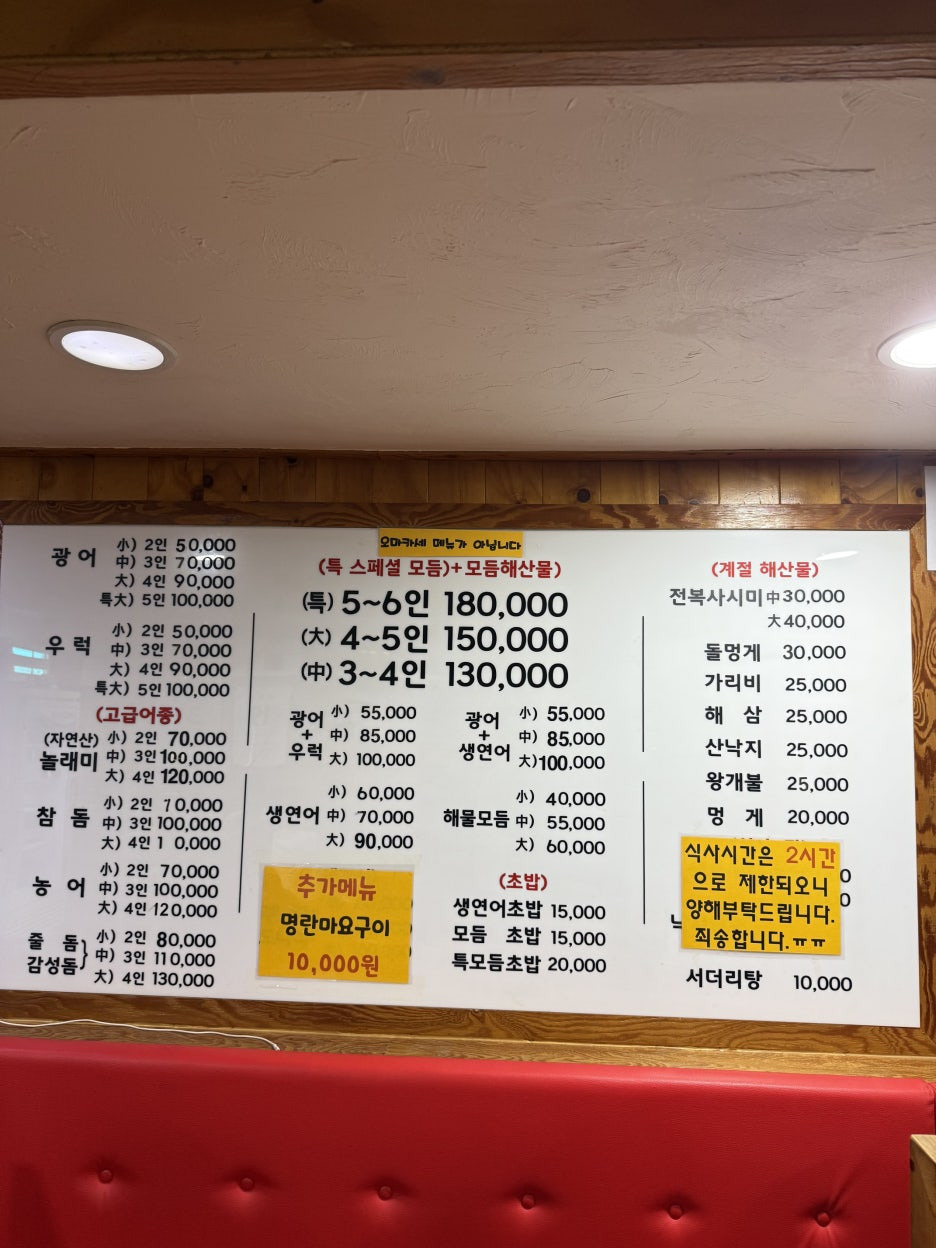 광어 小) 2인 50,000
中) 3인 70,000
大) 4인 90,000
특大) 5인 100,000
우럭 小) 2인 50,000
中) 3인 70,000
大) 4인 90,000
특大) 5인 100,000
(고급어종)
(자연산) 小) 2인 70,000
놀래미 中) 3인 100,000
大) 4인 120,000
참돔 小) 2인 70,000
中) 3인 100,000
大) 4인 1 0,000
농어 小) 2인 70,000
中) 3인 100,000
大) 4인 120,000
줄돔 小) 2인 80,000
감성돔 中) 3인 110,000
大) 4인 130,000
오마카세 메뉴가 아닙니다
(특 스페셜 모듬)+모듬해산물)
(특) 5~6인 180,000
(大) 4~5인 150,000
(中) 3~4인 130,000
광어 小) 55,000
+ 中) 85,000
우럭 大) 100,000
광어 小) 55,000
+ 中) 85,000
생연어 大) 100,000
小) 60,000
생연어 中) 70,000
大) 90,000
小) 40,000
해물모듬 中) 55,000
大) 60,000
추가메뉴
명란마요구이
10,000원
(초밥)
생연어초밥 15,000
모듬 초밥 15,000
특모듬초밥 20,000
(계절 해산물)
전복사시미 中 30,000
大 40,000
돌멍게 30,000
가리비 25,000
해삼 25,000
산낙지 25,000
왕개불 25,000
멍게 20,000
식사시간은 2시간
으로 제한되오니
양해부탁드립니다.
죄송합니다.ㅠㅠ
서더리탕 10,000